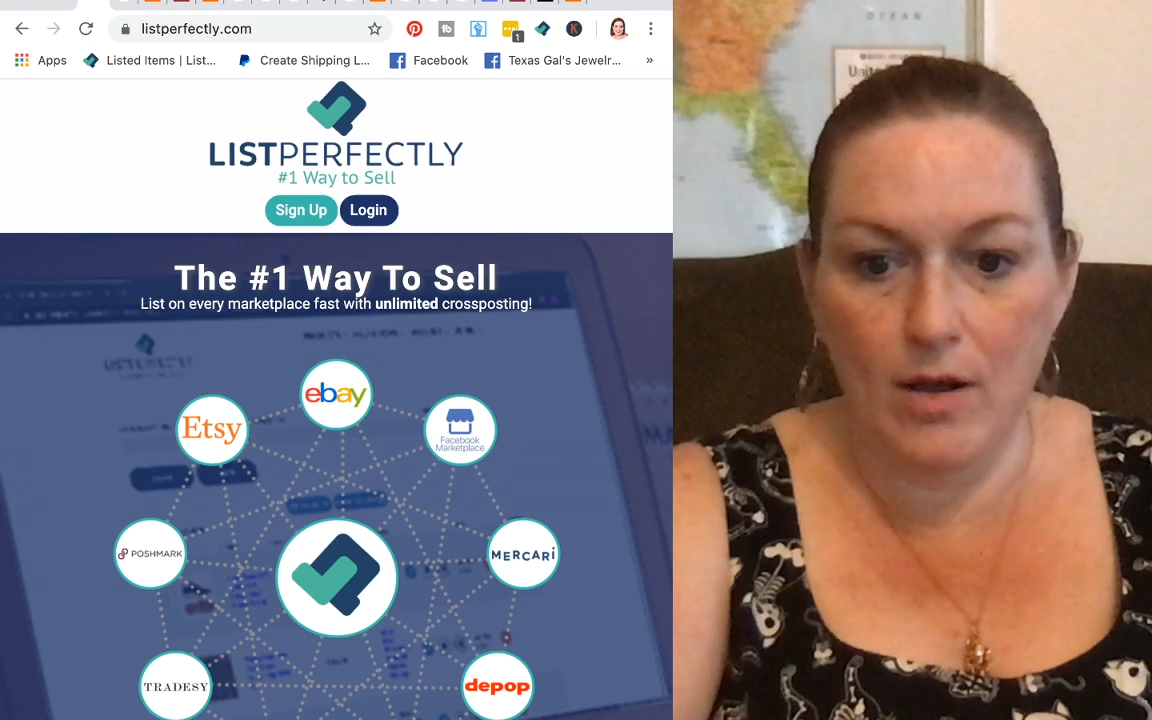 listperfectly.com
1
Apps
Listed Items | List...
Create Shipping L...
Facebook
Texas Gal's Jewelr...
»
LISTPERFECTLY
#1 Way to Sell
Sign Up
Login
The #1 Way To Sell
List on every marketplace fast with unlimited crossposting!
ebay
Etsy
Facebook
Marketplace
POSHMARK
MERCARI
TRADESY
depop
OCEAN